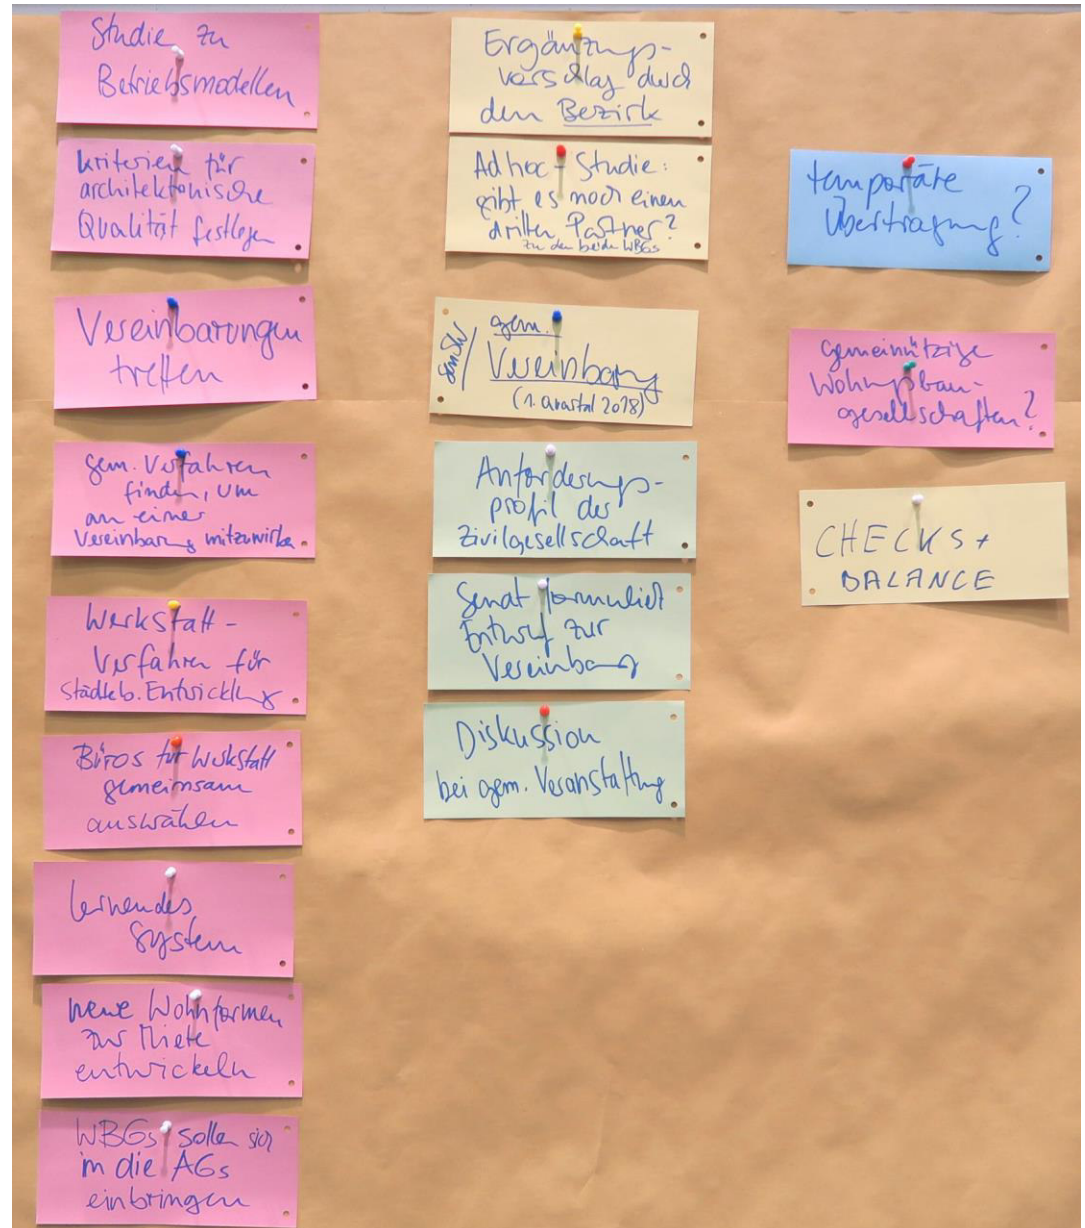 Studie zu
Betriebsmodellen
Kriterien für
architektonische
Qualität festlegen
Vereinbarungen
treffen
gem. Verfahren
finden, um
an einer
Vereinbarung mitzuwirken
Werkstatt-
verfahren für
städteb. Entwicklung
Büros für Werkstatt
gemeinsam
auswählen
lernendes
System
neue Wohnformen
zur Miete
entwickeln
WBGs sollen sich
in die AGs
einbringen
Ergänzungs-
vorschlag durch
den Bezirk
Ad hoc - Studie:
gibt es noch einen
dritten Partner?
zu den beiden WBGs
gem.
Vereinbarung
(1. Quartal 2018)
Anforderungs-
profil der
Zivilgesellschaft
Senat formuliert
Entwurf zur
Vereinbarung
Diskussion
bei gem. Veranstaltung
temporäre
Übertragung?
gemeinnützige
Wohnungsbau-
gesellschaften?
CHECKS +
BALANCE